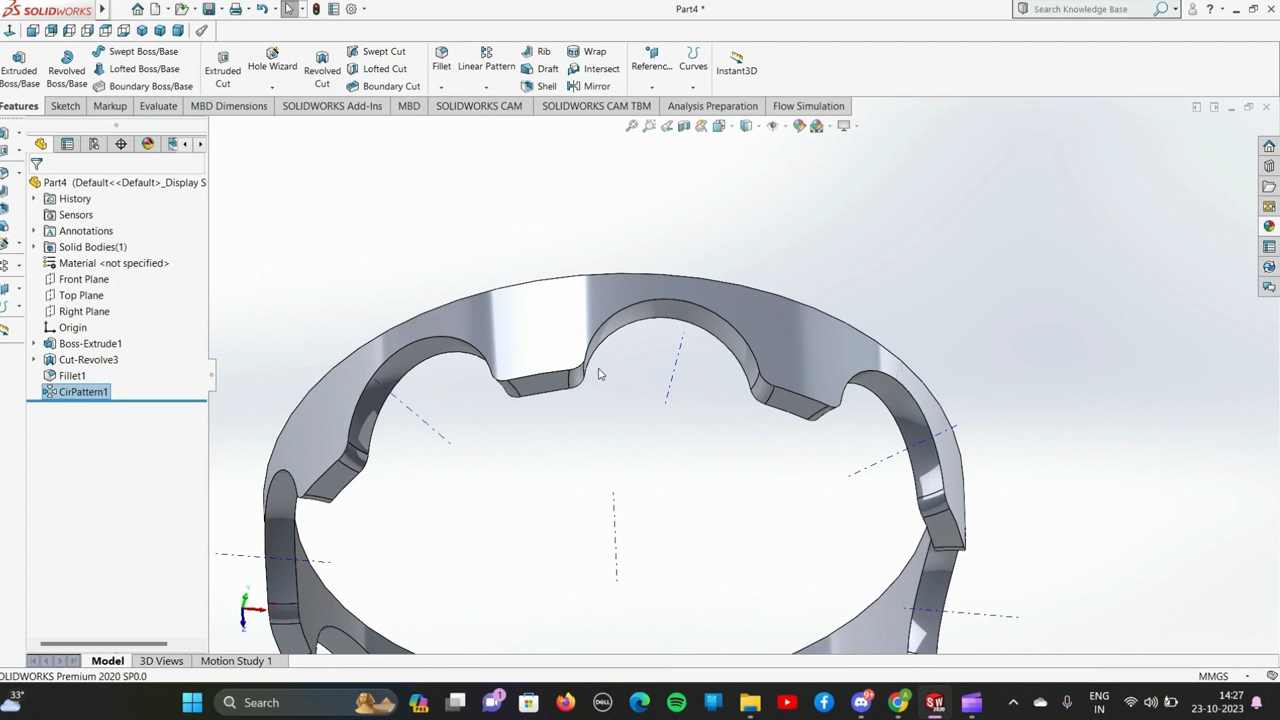 SOLIDWORKS
Part4 *
Search Knowledge Base
Extruded Boss/Base
Revolved Boss/Base
Swept Boss/Base
Lofted Boss/Base
Boundary Boss/Base
Extruded Cut
Hole Wizard
Revolved Cut
Swept Cut
Lofted Cut
Boundary Cut
Fillet
Linear Pattern
Rib
Draft
Shell
Wrap
Intersect
Mirror
Referenc...
Curves
Instant3D
Features
Sketch
Markup
Evaluate
MBD Dimensions
SOLIDWORKS Add-Ins
MBD
SOLIDWORKS CAM
SOLIDWORKS CAM TBM
Analysis Preparation
Flow Simulation
Part4 (Default<<Default>_Display S
History
Sensors
Annotations
Solid Bodies(1)
Material <not specified>
Front Plane
Top Plane
Right Plane
Origin
Boss-Extrude1
Cut-Revolve3
Fillet1
CirPattern1
Model
3D Views
Motion Study 1
SOLIDWORKS Premium 2020 SP0.0
MMGS
33°
Search
ENG
IN
14:27
23-10-2023